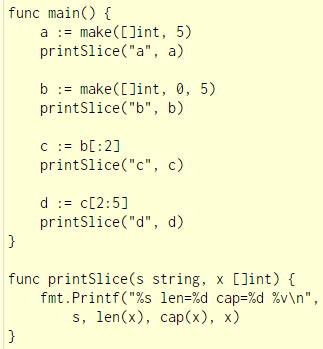 func main() {
    a := make([]int, 5)
    printSlice("a", a)

    b := make([]int, 0, 5)
    printSlice("b", b)

    c := b[:2]
    printSlice("c", c)

    d := c[2:5]
    printSlice("d", d)
}

func printSlice(s string, x []int) {
    fmt.Printf("%s len=%d cap=%d %v\n",
        s, len(x), cap(x), x)
}